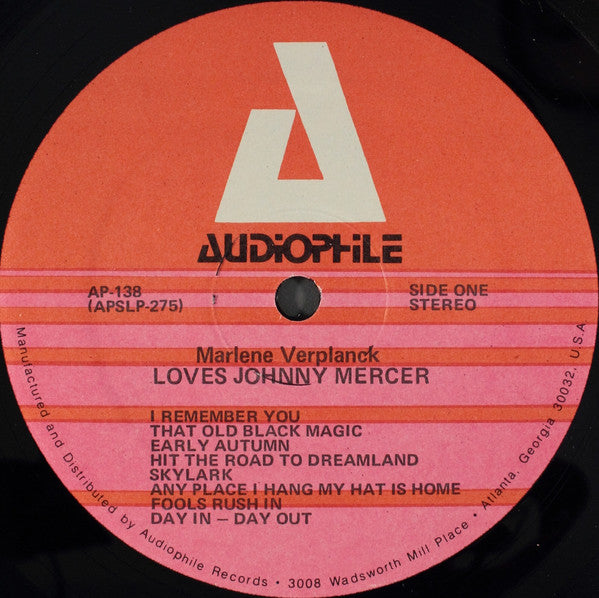 AUDIOPHILE
AP-138
(APSLP-275)
SIDE ONE
STEREO
Marlene Verplanck
LOVES JOHNNY MERCER
I REMEMBER YOU
THAT OLD BLACK MAGIC
EARLY AUTUMN
HIT THE ROAD TO DREAMLAND
SKYLARK
ANY PLACE I HANG MY HAT IS HOME
FOOLS RUSH IN
DAY IN – DAY OUT
Manufactured and Distributed by Audiophile Records • 3008 Wadsworth Mill Place • Atlanta, Georgia 30032, U.S.A